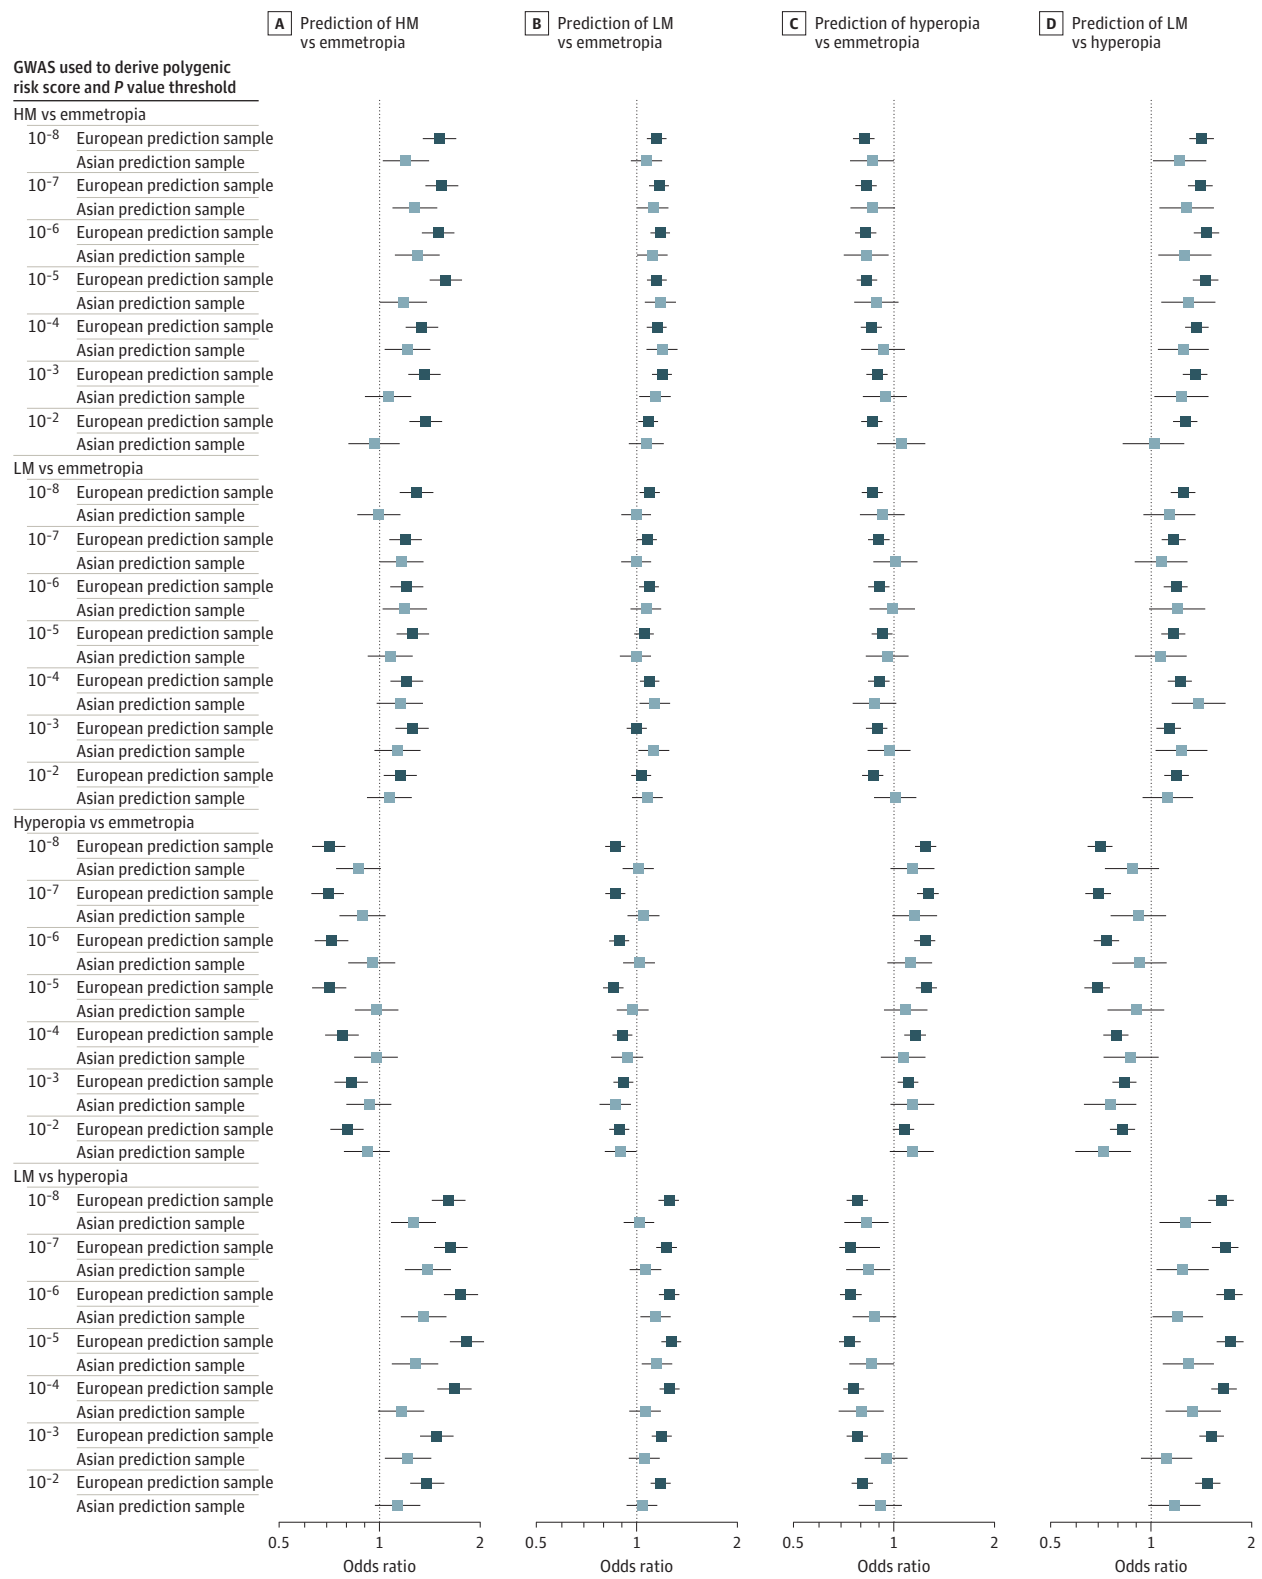 A Prediction of HM
vs emmetropia
B Prediction of LM
vs emmetropia
C Prediction of hyperopia
vs emmetropia
D Prediction of LM
vs hyperopia
GWAS used to derive polygenic
risk score and P value threshold
HM vs emmetropia
10⁻⁸ European prediction sample
Asian prediction sample
10⁻⁷ European prediction sample
Asian prediction sample
10⁻⁶ European prediction sample
Asian prediction sample
10⁻⁵ European prediction sample
Asian prediction sample
10⁻⁴ European prediction sample
Asian prediction sample
10⁻³ European prediction sample
Asian prediction sample
10⁻² European prediction sample
Asian prediction sample
LM vs emmetropia
10⁻⁸ European prediction sample
Asian prediction sample
10⁻⁷ European prediction sample
Asian prediction sample
10⁻⁶ European prediction sample
Asian prediction sample
10⁻⁵ European prediction sample
Asian prediction sample
10⁻⁴ European prediction sample
Asian prediction sample
10⁻³ European prediction sample
Asian prediction sample
10⁻² European prediction sample
Asian prediction sample
Hyperopia vs emmetropia
10⁻⁸ European prediction sample
Asian prediction sample
10⁻⁷ European prediction sample
Asian prediction sample
10⁻⁶ European prediction sample
Asian prediction sample
10⁻⁵ European prediction sample
Asian prediction sample
10⁻⁴ European prediction sample
Asian prediction sample
10⁻³ European prediction sample
Asian prediction sample
10⁻² European prediction sample
Asian prediction sample
LM vs hyperopia
10⁻⁸ European prediction sample
Asian prediction sample
10⁻⁷ European prediction sample
Asian prediction sample
10⁻⁶ European prediction sample
Asian prediction sample
10⁻⁵ European prediction sample
Asian prediction sample
10⁻⁴ European prediction sample
Asian prediction sample
10⁻³ European prediction sample
Asian prediction sample
10⁻² European prediction sample
Asian prediction sample
0.5 1 2
Odds ratio
0.5 1 2
Odds ratio
0.5 1 2
Odds ratio
0.5 1 2
Odds ratio